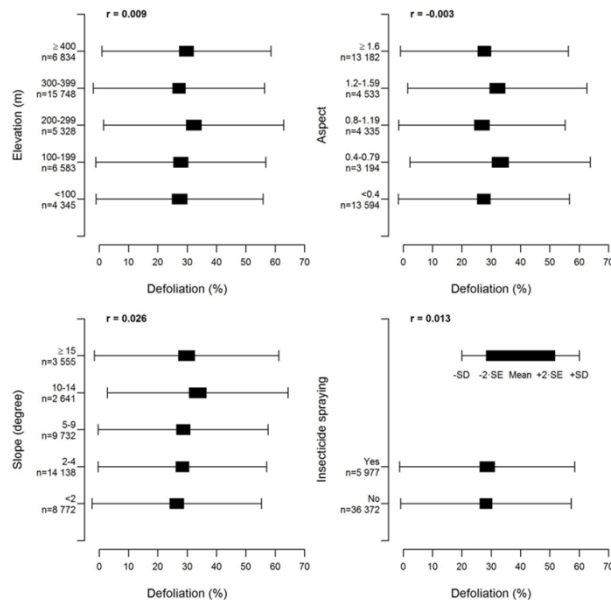 r = 0.009
Elevation (m)
≥ 400
n=6 834
300-399
n=15 748
200-299
n=5 328
100-199
n=6 583
<100
n=4 345
0 10 20 30 40 50 60 70
Defoliation (%)
r = -0.003
Aspect
≥ 1.6
n=13 182
1.2-1.59
n=4 533
0.8-1.19
n=4 335
0.4-0.79
n=3 194
<0.4
n=13 594
0 10 20 30 40 50 60 70
Defoliation (%)
r = 0.026
Slope (degree)
≥ 15
n=3 555
10-14
n=2 641
5-9
n=9 732
2-4
n=14 138
<2
n=8 772
0 10 20 30 40 50 60 70
Defoliation (%)
r = 0.013
Insecticide spraying
-SD -2·SE Mean +2·SE +SD
Yes
n=5 977
No
n=36 372
0 10 20 30 40 50 60 70
Defoliation (%)